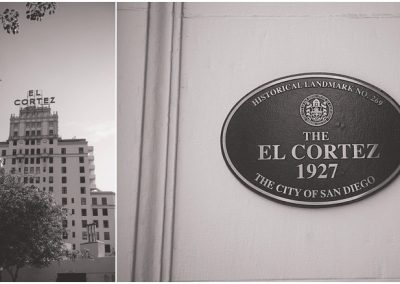 EL
CORTEZ
HISTORICAL LANDMARK NO. 269
THE
EL CORTEZ
1927
THE CITY OF SAN DIEGO